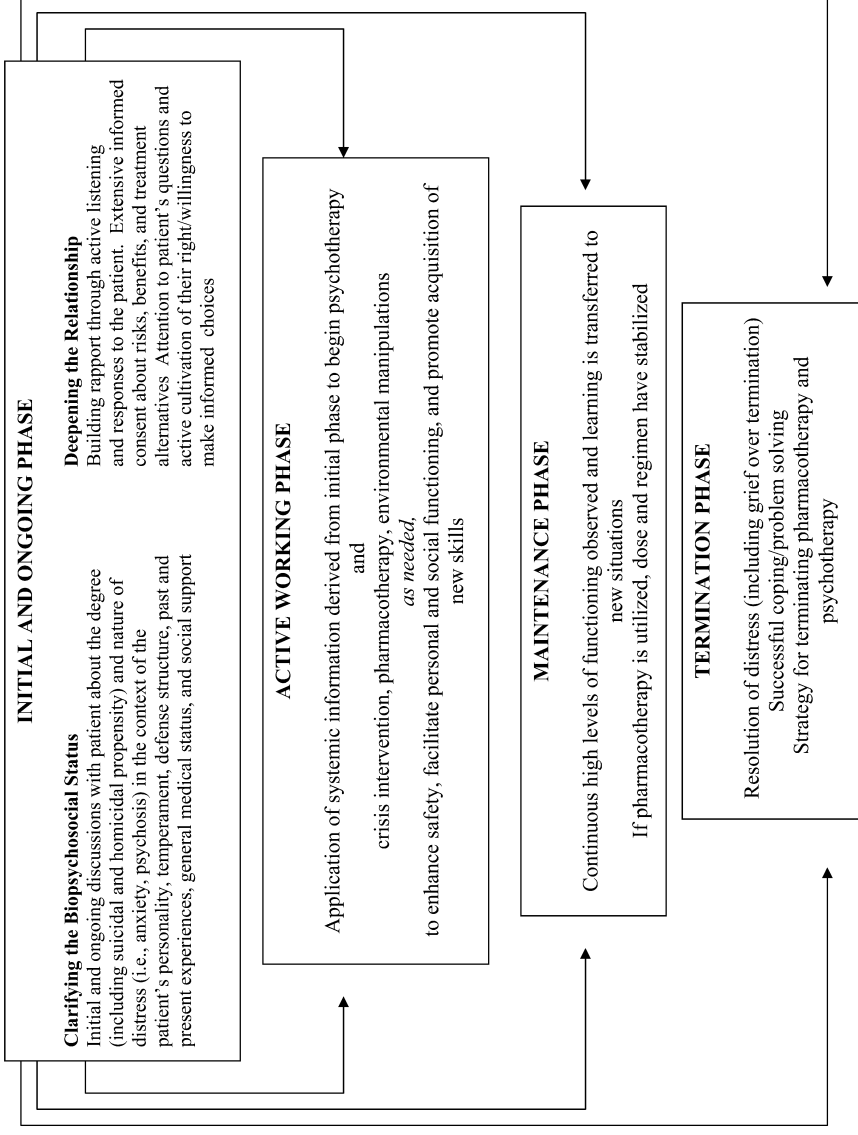 INITIAL AND ONGOING PHASE
Clarifying the Biopsychosocial Status
Initial and ongoing discussions with patient about the degree
(including suicidal and homicidal propensity) and nature of
distress (i.e., anxiety, psychosis) in the context of the
patient’s personality, temperament, defense structure, past and
present experiences, general medical status, and social support
Deepening the Relationship
Building rapport through active listening
and responses to the patient. Extensive informed
consent about risks, benefits, and treatment
alternatives Attention to patient’s questions and
active cultivation of their right/willingness to
make informed choices
ACTIVE WORKING PHASE
Application of systemic information derived from initial phase to begin psychotherapy
and
crisis intervention, pharmacotherapy, environmental manipulations
as needed,
to enhance safety, facilitate personal and social functioning, and promote acquisition of
new skills
MAINTENANCE PHASE
Continuous high levels of functioning observed and learning is transferred to
new situations
If pharmacotherapy is utilized, dose and regimen have stabilized
TERMINATION PHASE
Resolution of distress (including grief over termination)
Successful coping/problem solving
Strategy for terminating pharmacotherapy and
psychotherapy